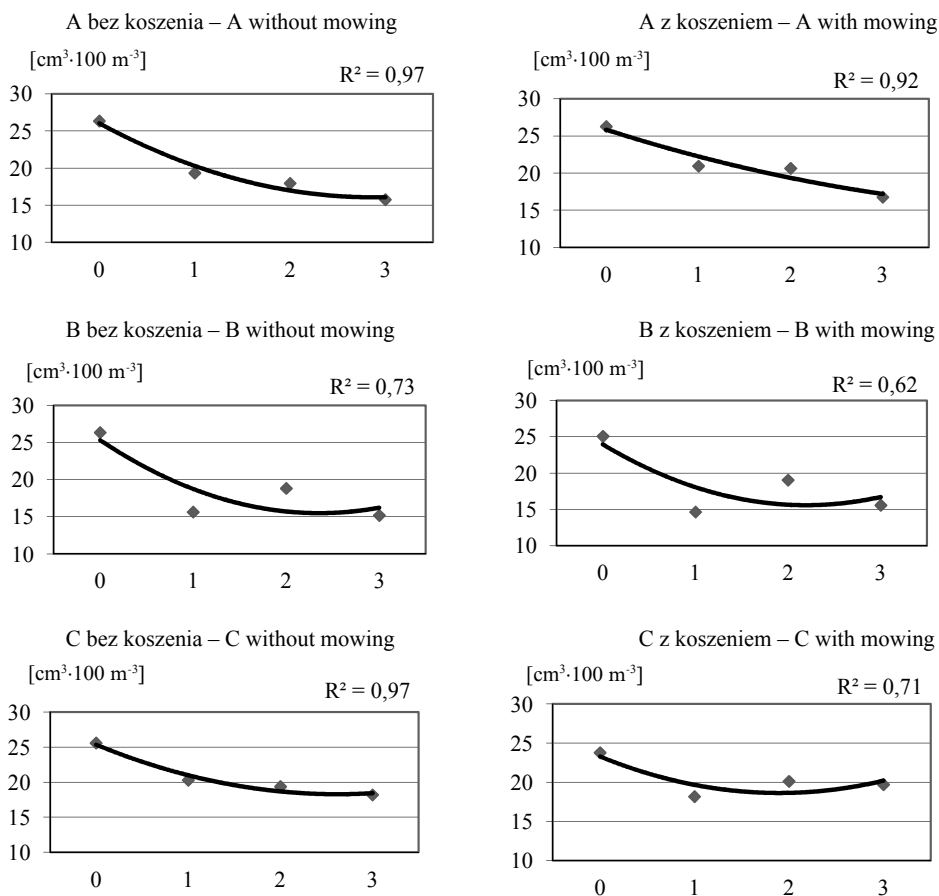 A bez koszenia – A without mowing
[cm³·100 m⁻³]
R² = 0,97
30
25
20
15
10
0 1 2 3
A z koszeniem – A with mowing
[cm³·100 m⁻³]
R² = 0,92
30
25
20
15
10
0 1 2 3
B bez koszenia – B without mowing
[cm³·100 m⁻³]
R² = 0,73
30
25
20
15
10
0 1 2 3
B z koszeniem – B with mowing
[cm³·100 m⁻³]
R² = 0,62
30
25
20
15
10
0 1 2 3
C bez koszenia – C without mowing
[cm³·100 m⁻³]
R² = 0,97
30
25
20
15
10
0 1 2 3
C z koszeniem – C with mowing
[cm³·100 m⁻³]
R² = 0,71
30
25
20
15
10
0 1 2 3